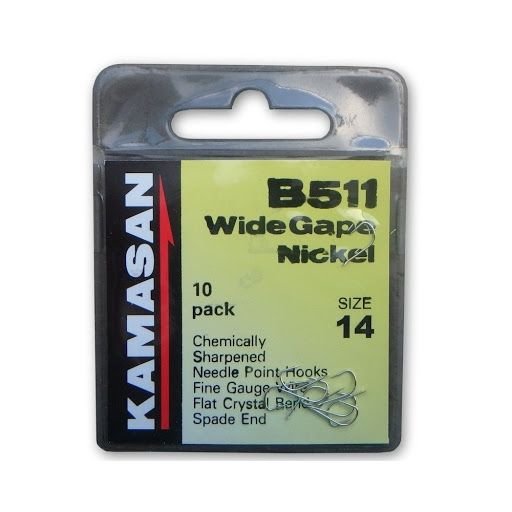 KAMASAN
B511
Wide Gape
Nickel
10
pack
SIZE
14
Chemically
Sharpened
Needle Point Hooks
Fine Gauge Wire
Flat Crystal Bend
Spade End